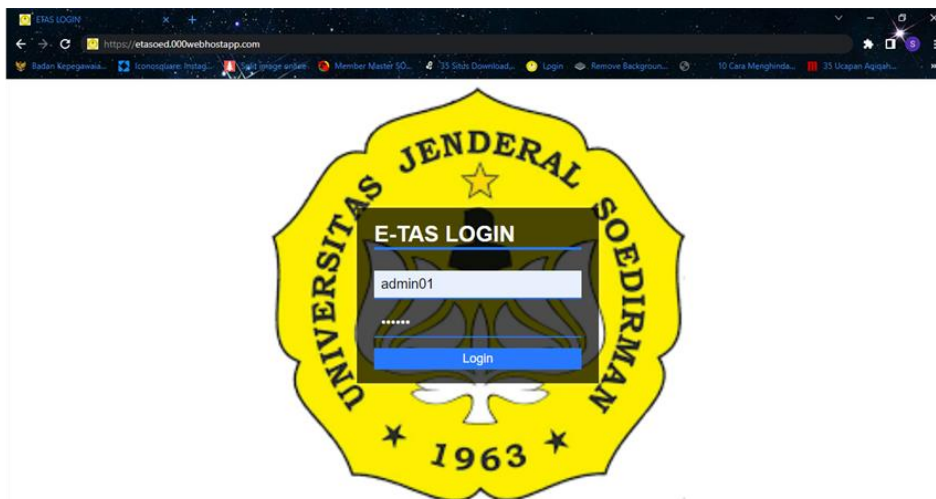 ETAS LOGIN
https://etasoed.000webhostapp.com
Badan Kepegawaia... Iconosquare: Instag... Split image online Member Master SO... 35 Situs Download... Login Remove Backgroun... 10 Cara Menghinda... 35 Ucapan Aqiqah...
UNIVERSITAS JENDERAL SOEDIRMAN
E-TAS LOGIN
admin01
••••••
Login
1963